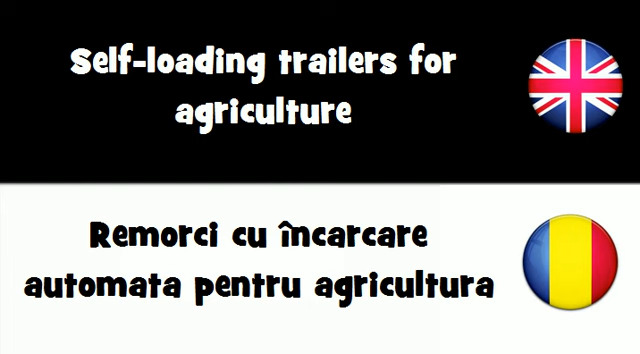 Self-loading trailers for
agriculture
Remorci cu încarcare
automata pentru agricultura